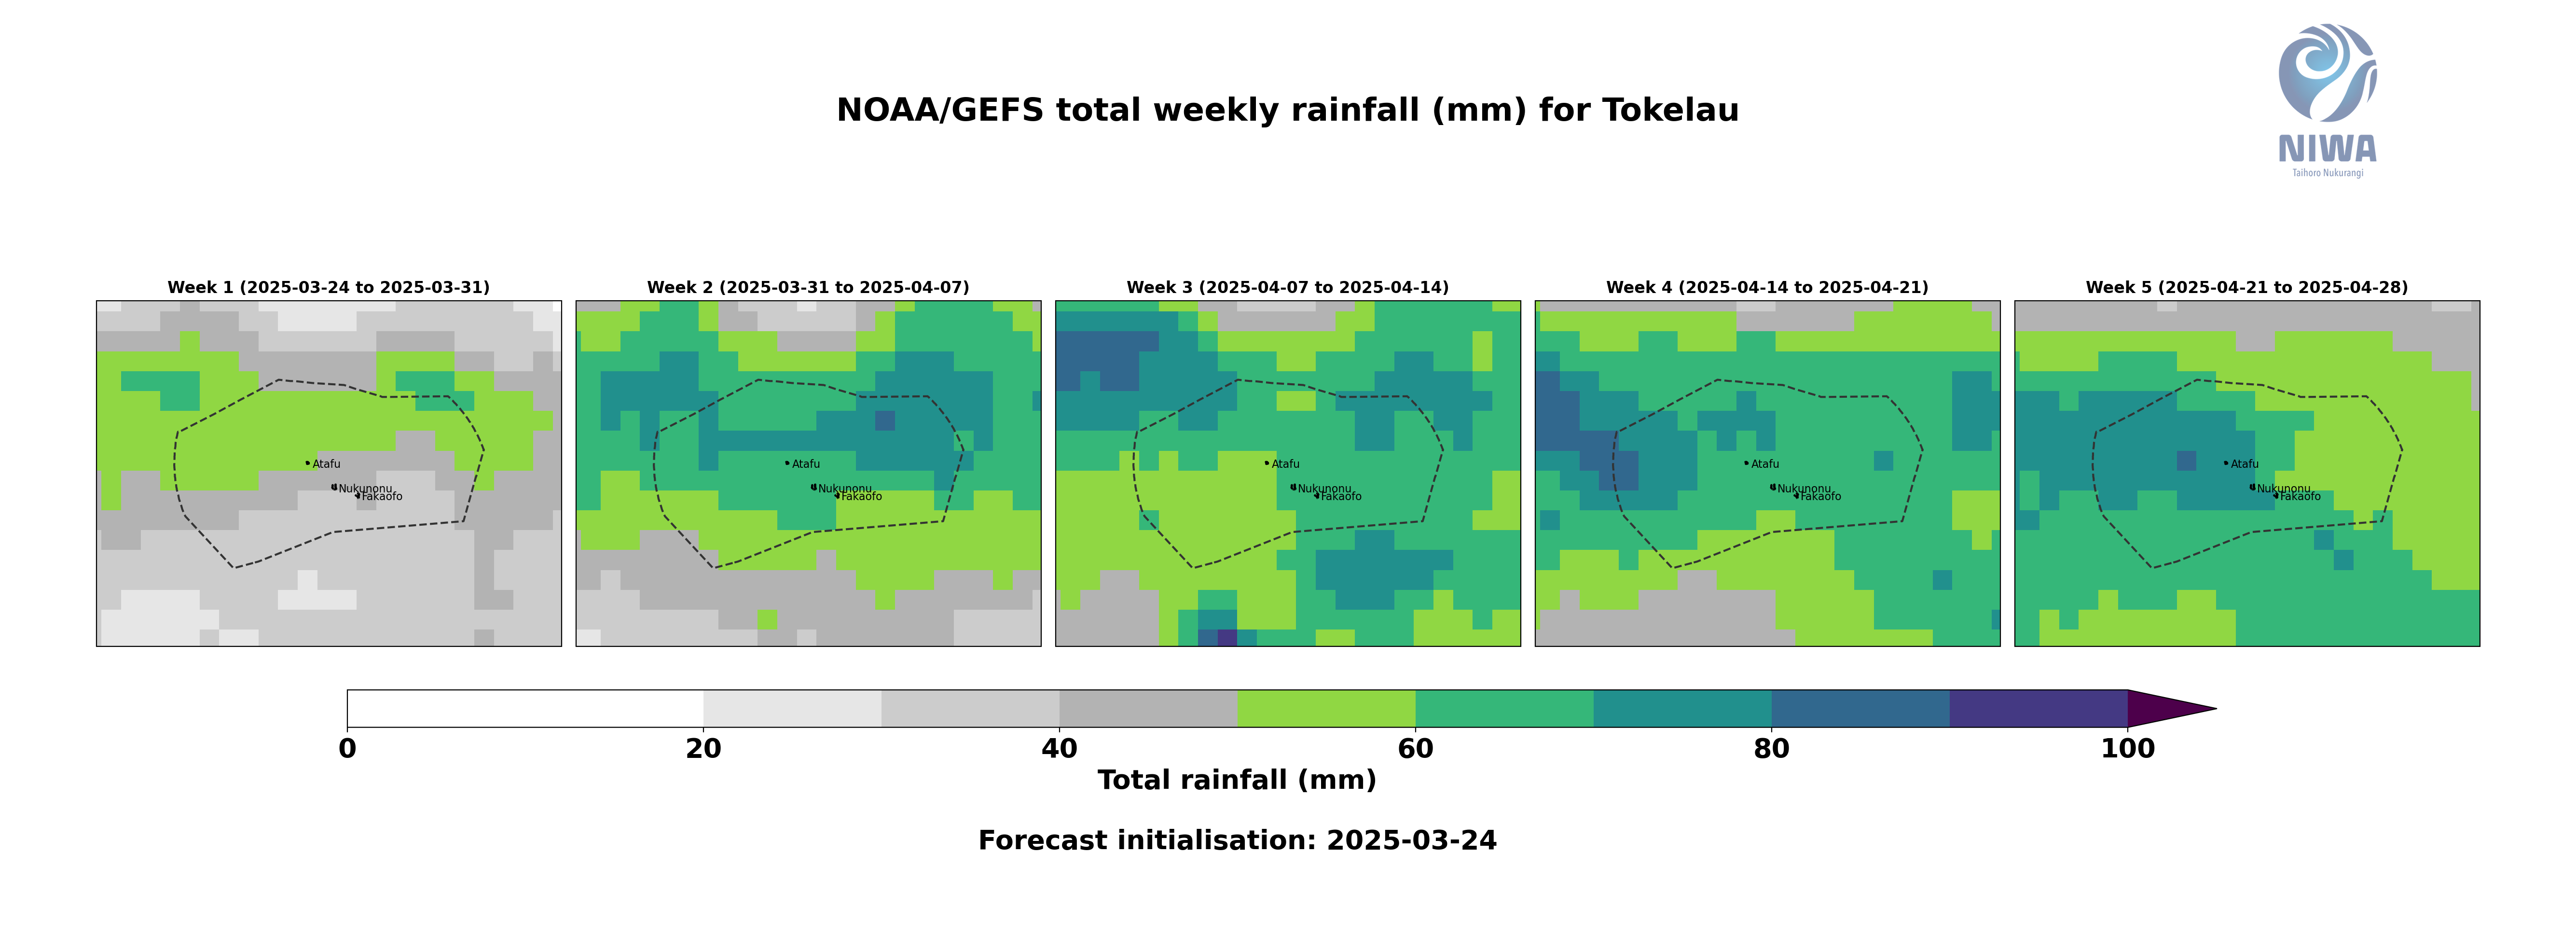 NOAA/GEFS total weekly rainfall (mm) for Tokelau
NIWA
Taihoro Nukurangi
Week 1 (2025-03-24 to 2025-03-31)
Atafu
Nukunonu
Fakaofo
Week 2 (2025-03-31 to 2025-04-07)
Atafu
Nukunonu
Fakaofo
Week 3 (2025-04-07 to 2025-04-14)
Atafu
Nukunonu
Fakaofo
Week 4 (2025-04-14 to 2025-04-21)
Atafu
Nukunonu
Fakaofo
Week 5 (2025-04-21 to 2025-04-28)
Atafu
Nukunonu
Fakaofo
0 20 40 60 80 100
Total rainfall (mm)
Forecast initialisation: 2025-03-24